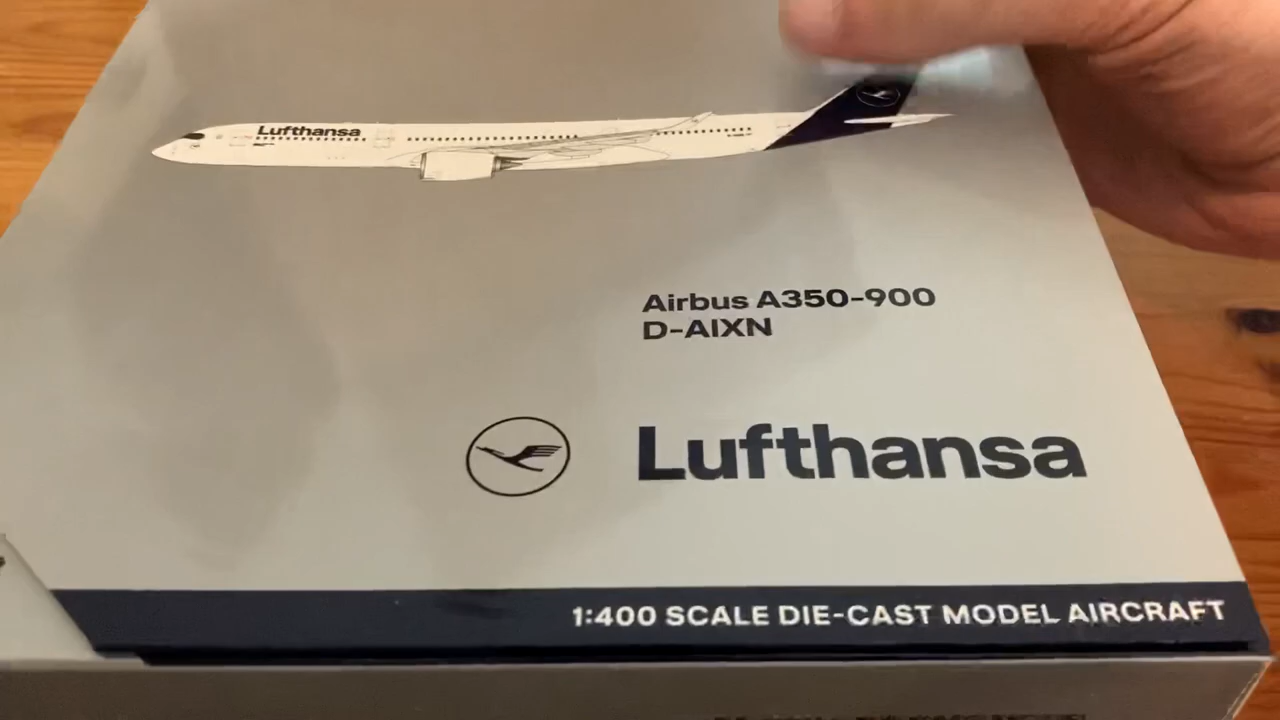 Lufthansa
Airbus A350-900
D-AIXN
Lufthansa
1:400 SCALE DIE-CAST MODEL AIRCRAFT